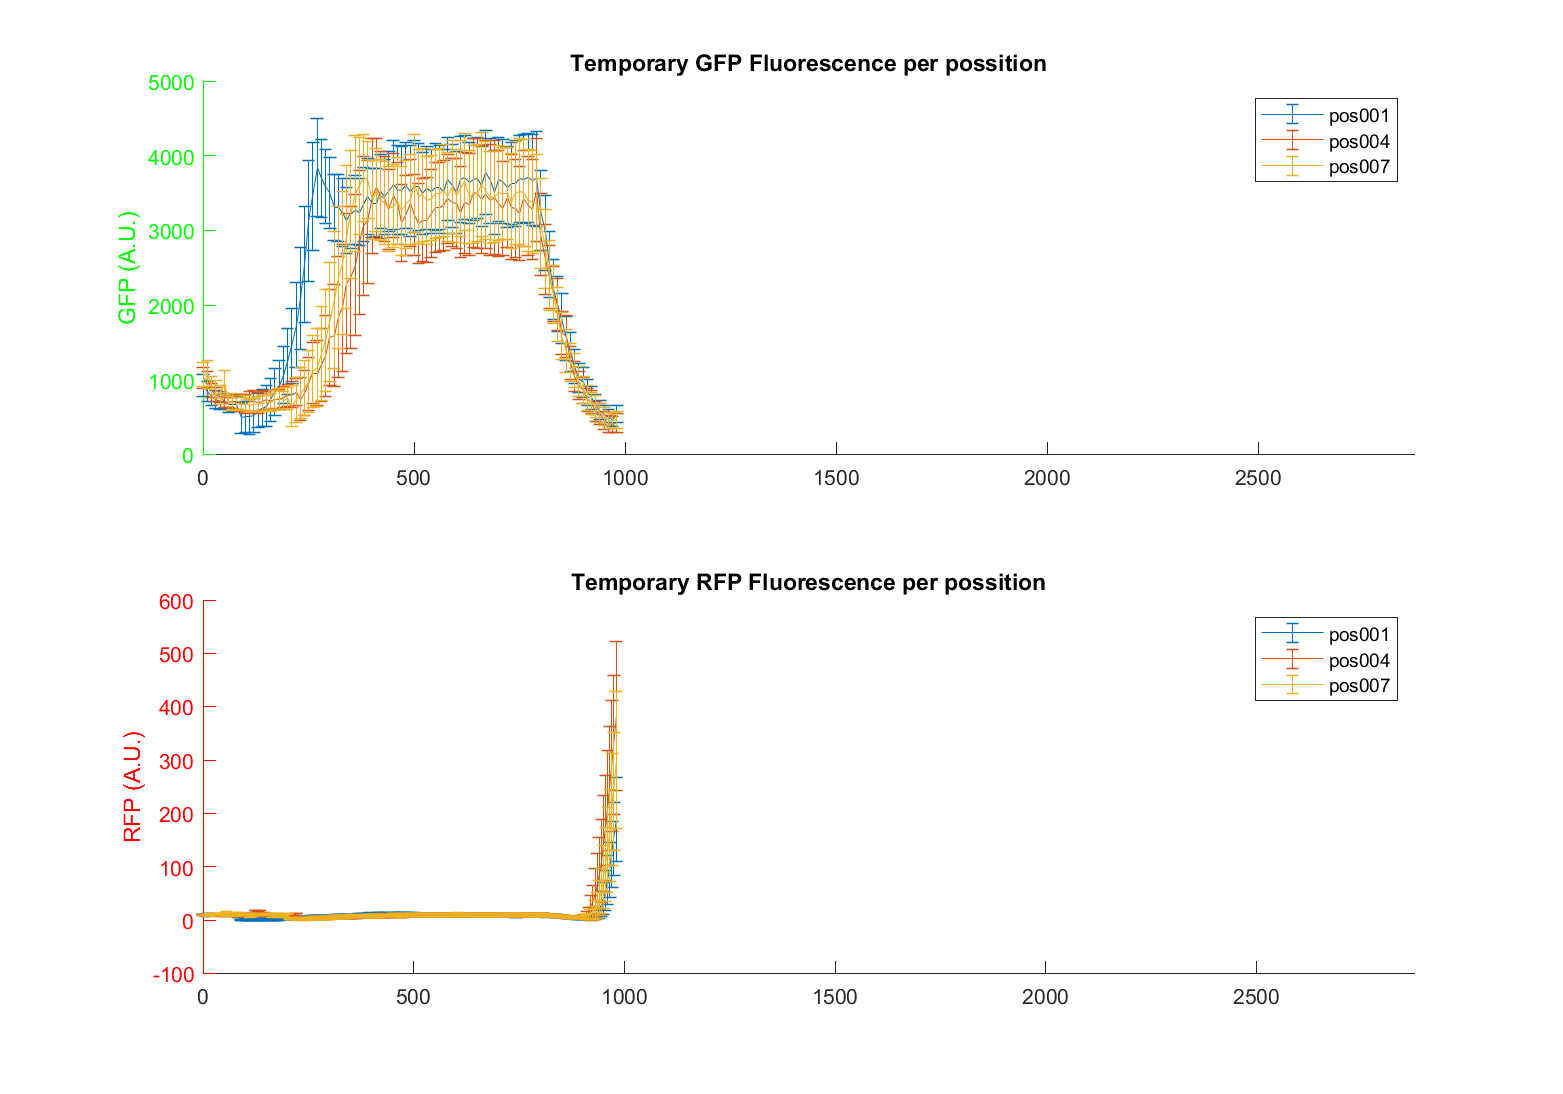 Temporary GFP Fluorescence per possition
5000
4000
3000
2000
1000
0
GFP (A.U.)
pos001
pos004
pos007
0 500 1000 1500 2000 2500
Temporary RFP Fluorescence per possition
600
500
400
300
200
100
0
-100
RFP (A.U.)
pos001
pos004
pos007
0 500 1000 1500 2000 2500